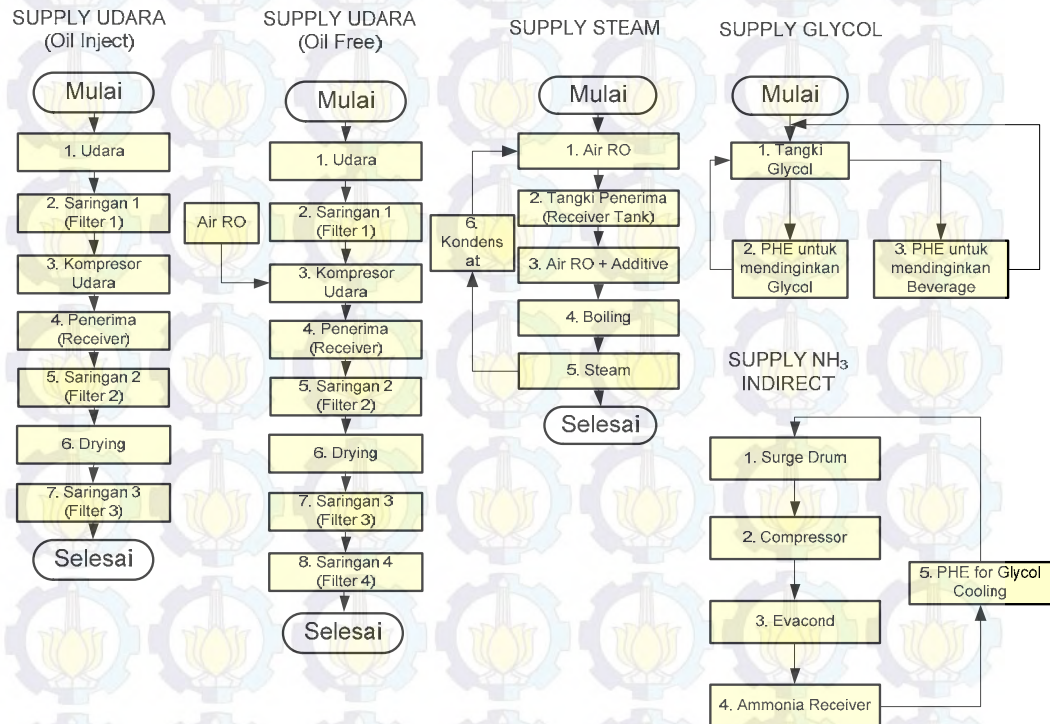 SUPPLY UDARA
(Oil Inject)
Mulai
1. Udara
2. Saringan 1
(Filter 1)
3. Kompresor
Udara
4. Penerima
(Receiver)
5. Saringan 2
(Filter 2)
6. Drying
7. Saringan 3
(Filter 3)
Selesai
SUPPLY UDARA
(Oil Free)
Mulai
1. Udara
2. Saringan 1
(Filter 1)
Air RO
3. Kompresor
Udara
4. Penerima
(Receiver)
5. Saringan 2
(Filter 2)
6. Drying
7. Saringan 3
(Filter 3)
8. Saringan 4
(Filter 4)
Selesai
SUPPLY STEAM
Mulai
1. Air RO
2. Tangki Penerima
(Receiver Tank)
3. Air RO + Additive
4. Boiling
5. Steam
6.
Kondens
at
Selesai
SUPPLY GLYCOL
Mulai
1. Tangki
Glycol
2. PHE untuk
mendinginkan
Glycol
3. PHE untuk
mendinginkan
Beverage
SUPPLY NH₃
INDIRECT
1. Surge Drum
2. Compressor
3. Evacond
4. Ammonia Receiver
5. PHE for Glycol
Cooling